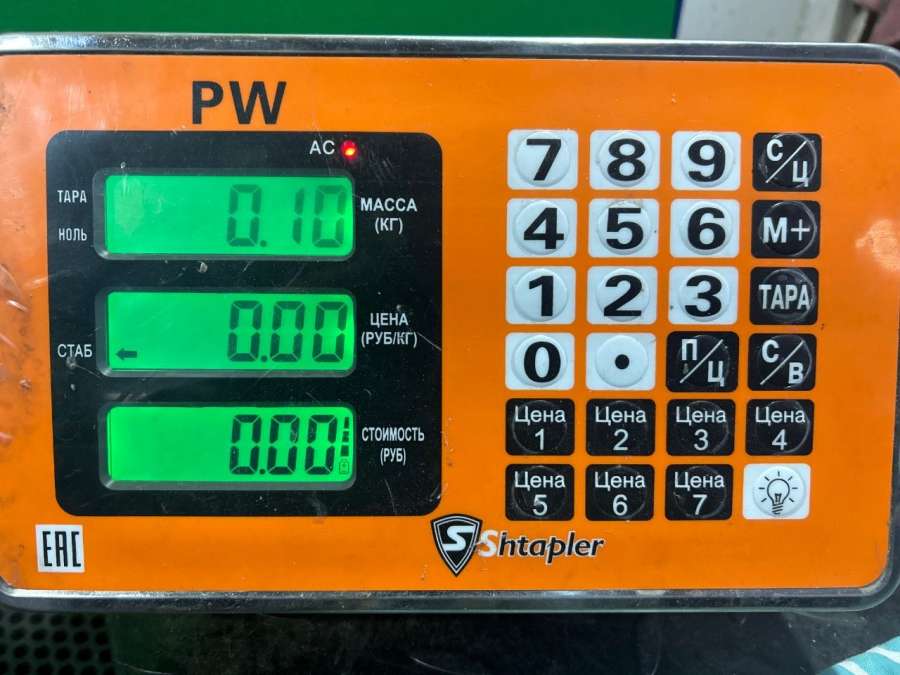 PW
AC
ТАРА
НОЛЬ
0.10
МАССА
(КГ)
СТАБ
0.00
ЦЕНА
(РУБ/КГ)
0.00
СТОИМОСТЬ
(РУБ)
7 8 9 С/Ц
4 5 6 М+
1 2 3 ТАРА
0 . П/Ц С/В
Цена 1 Цена 2 Цена 3 Цена 4
Цена 5 Цена 6 Цена 7
EAC
S Shtapler